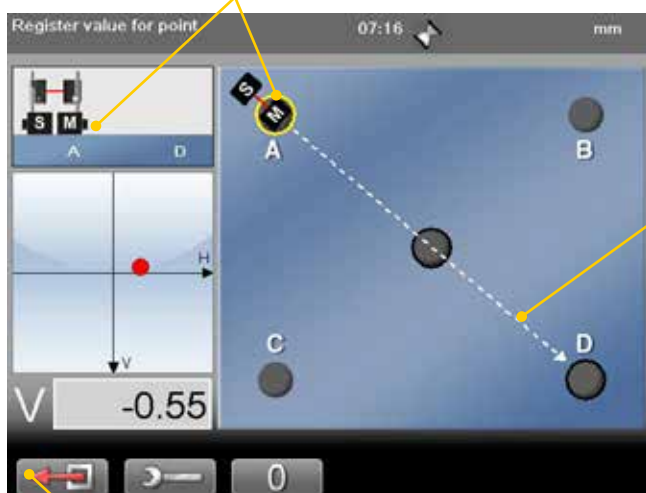 Register value for point
07:16
mm
S M
A D
S M
A
B
H
V
C
D
V -0.55
0